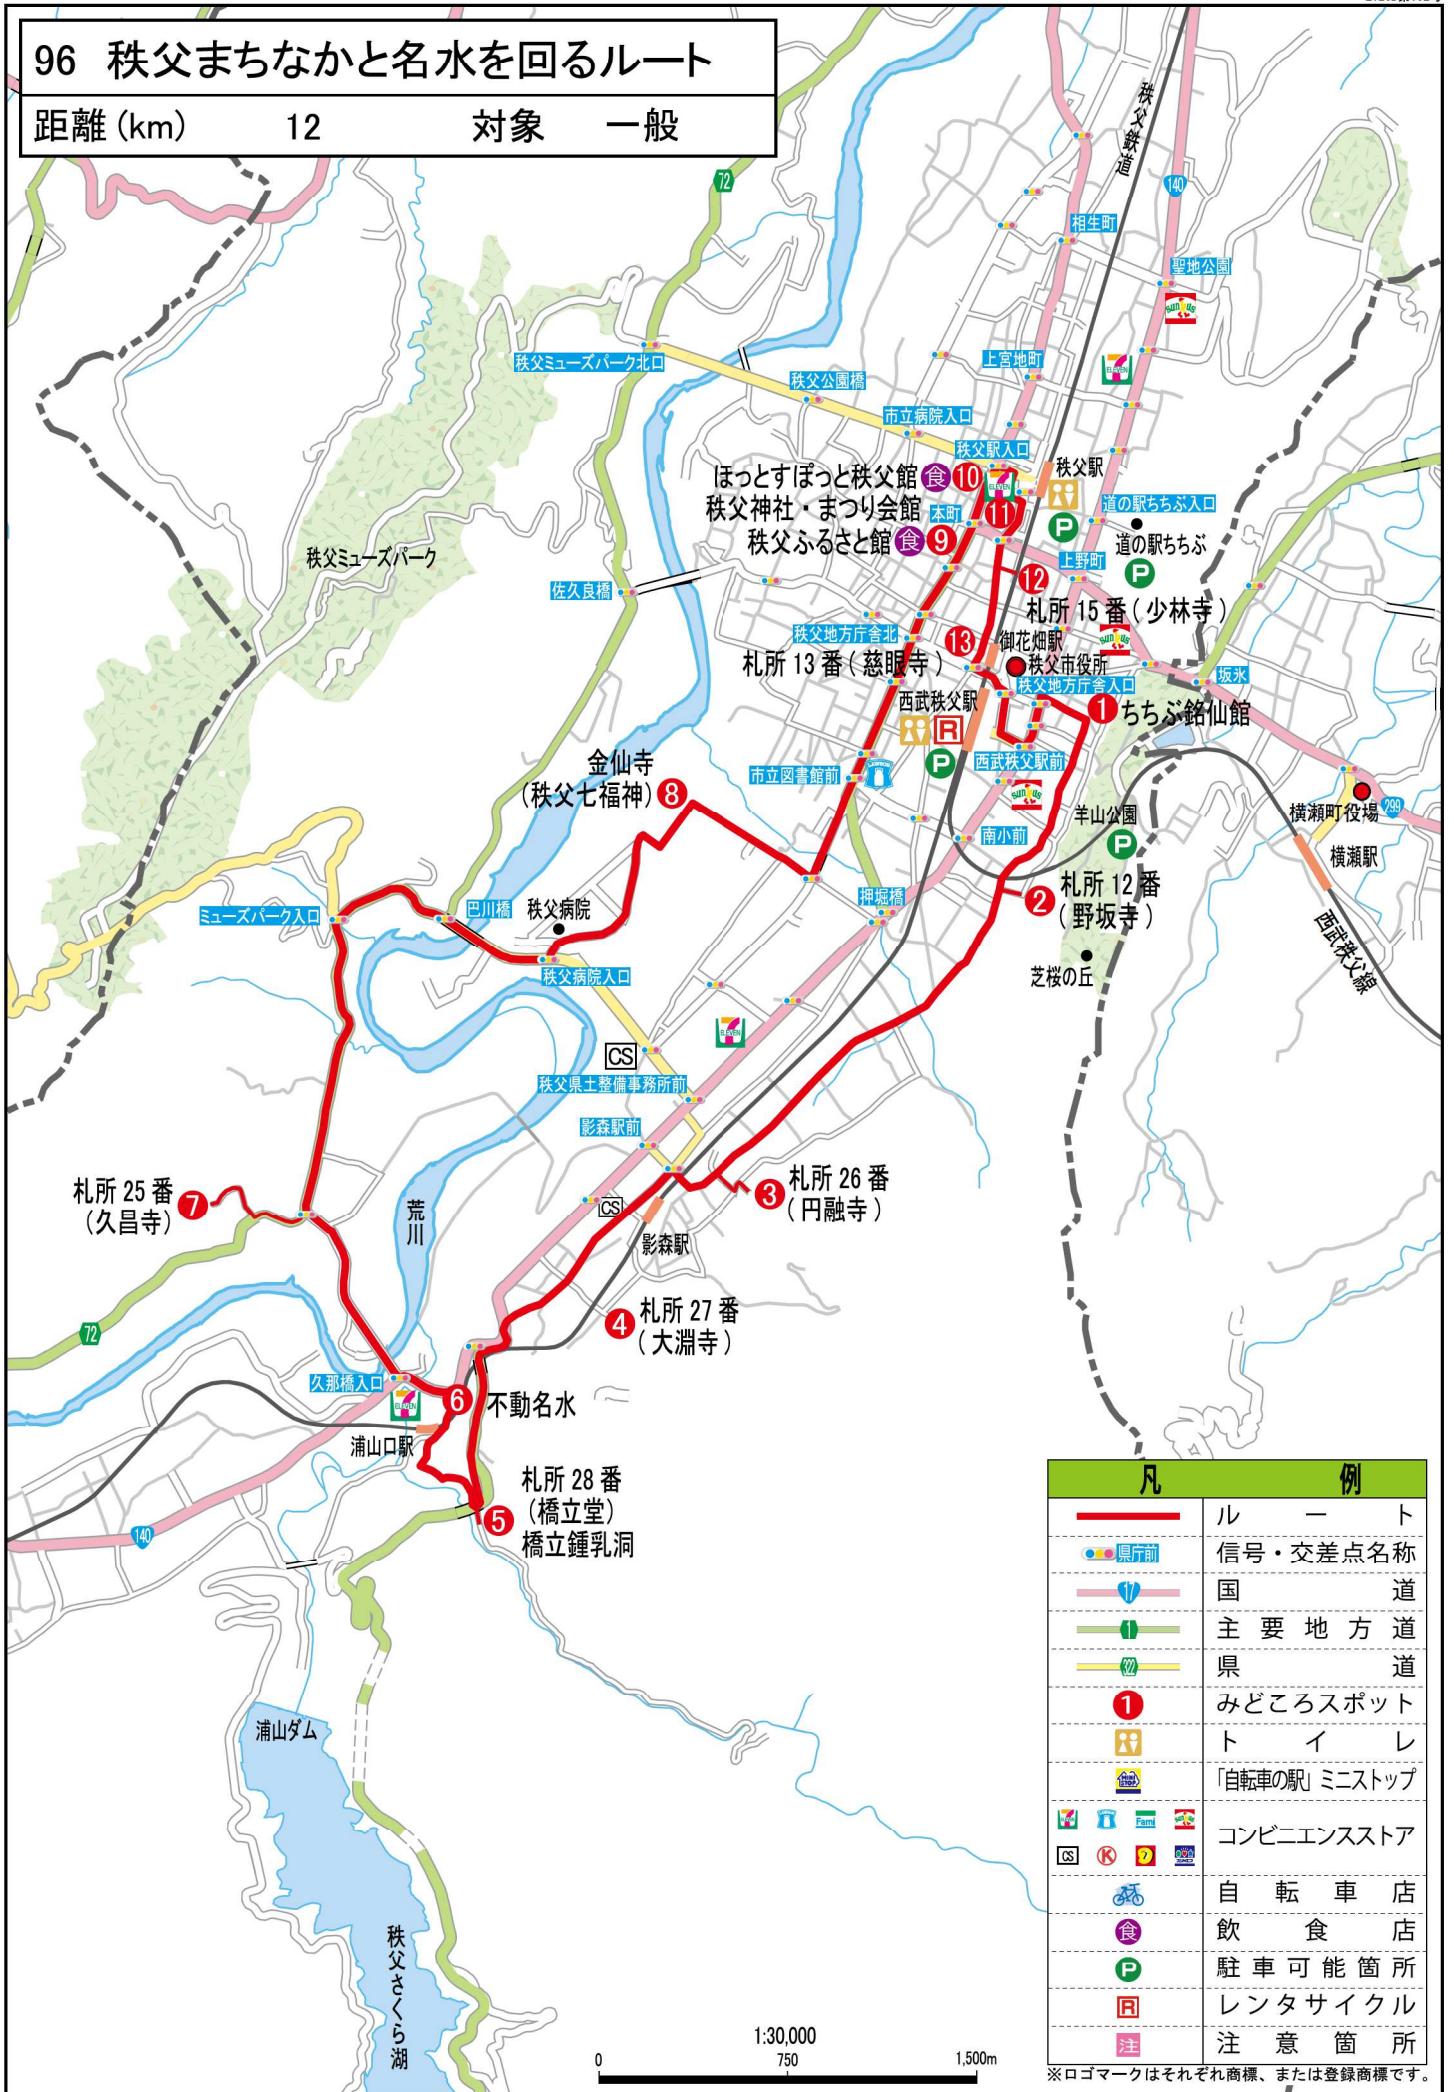 96 秩父まちなかと名水を回るルート
距離(km) 12 対象 一般
秩父鉄道
72
140
相生町
聖地公園
秩父ミューズパーク北口
上宮地町
秩父公園橋
市立病院入口
秩父駅入口
秩父駅
ほっとすぽっと秩父館 食 10
秩父神社・まつり会館 11
本町
秩父ふるさと館 食 9
P
道の駅ちちぶ入口
道の駅ちちぶ
P
上野町
秩父ミューズパーク
佐久良橋
12
札所 15 番 ( 少林寺 )
秩父地方庁舎北
13
御花畑駅
札所 13 番 ( 慈眼寺 )
秩父市役所
秩父地方庁舎入口
坂氷
西武秩父駅
R
P
1 ちちぶ銘仙館
西武秩父駅前
金仙寺
(秩父七福神) 8
市立図書館前
羊山公園
P
横瀬町役場
299
横瀬駅
南小前
2 札所 12 番
( 野坂寺 )
押堀橋
ミューズパーク入口
巴川橋
秩父病院
秩父病院入口
芝桜の丘
西武秩父線
CS
秩父県土整備事務所前
影森駅前
札所 25 番
(久昌寺) 7
荒川
CS
3 札所 26 番
( 円融寺 )
影森駅
4 札所 27 番
( 大淵寺 )
72
久那橋入口
6 不動名水
浦山口駅
札所 28 番
(橋立堂)
5 橋立鍾乳洞
140
浦山ダム
秩父さくら湖
凡例
ルート
県庁前 信号・交差点名称
17 国道
1 主要地方道
322 県道
1 みどころスポット
トイレ
「自転車の駅」ミニストップ
コンビニエンスストア
自転車店
食 飲食店
P 駐車可能箇所
R レンタサイクル
注 注意箇所
※ロゴマークはそれぞれ商標、または登録商標です。
1:30,000
0 750 1,500m